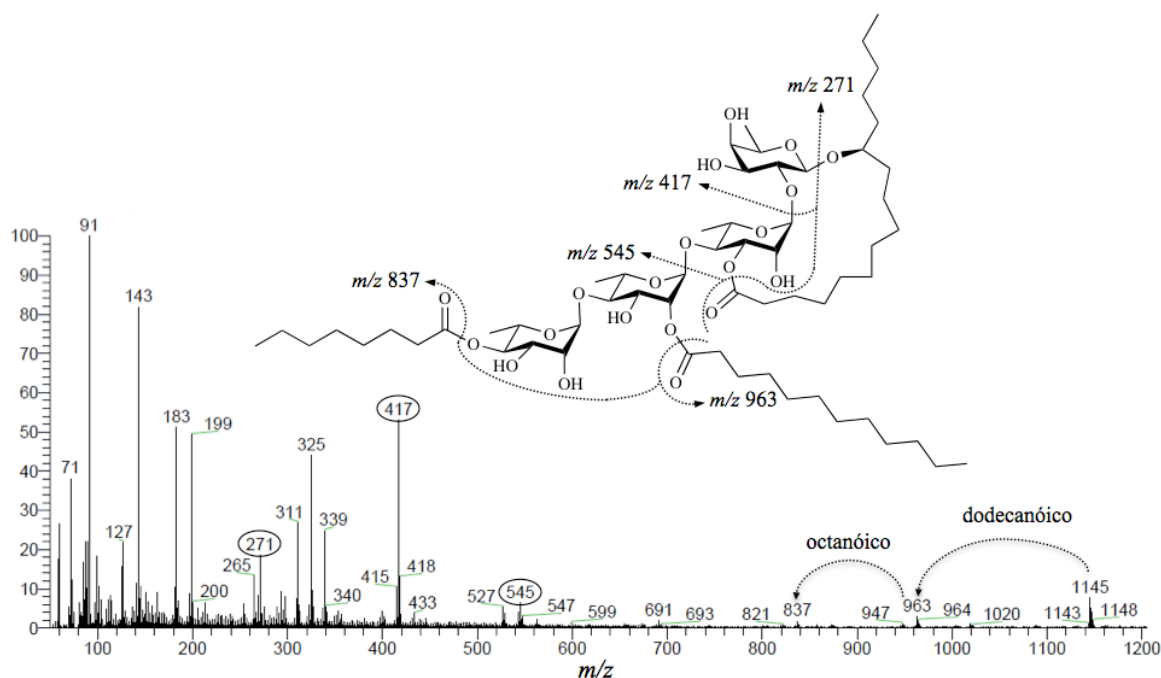 m/z 271
OH
O
O
HO
m/z 417
O
O
m/z 545
O
O
OH
m/z 837
O
O
O
O
HO
O
O
O
O
HO
OH
O
m/z 963
100
90
80
70
60
50
40
30
20
10
0
91
143
417
183
199
325
71
311
339
127
271
265
200
340
415
418
433
527
545
547
599
691
693
821
837
947
963
964
1020
1143
1145
1148
octanóico
dodecanóico
100 200 300 400 500 600 700 800 900 1000 1100 1200
m/z